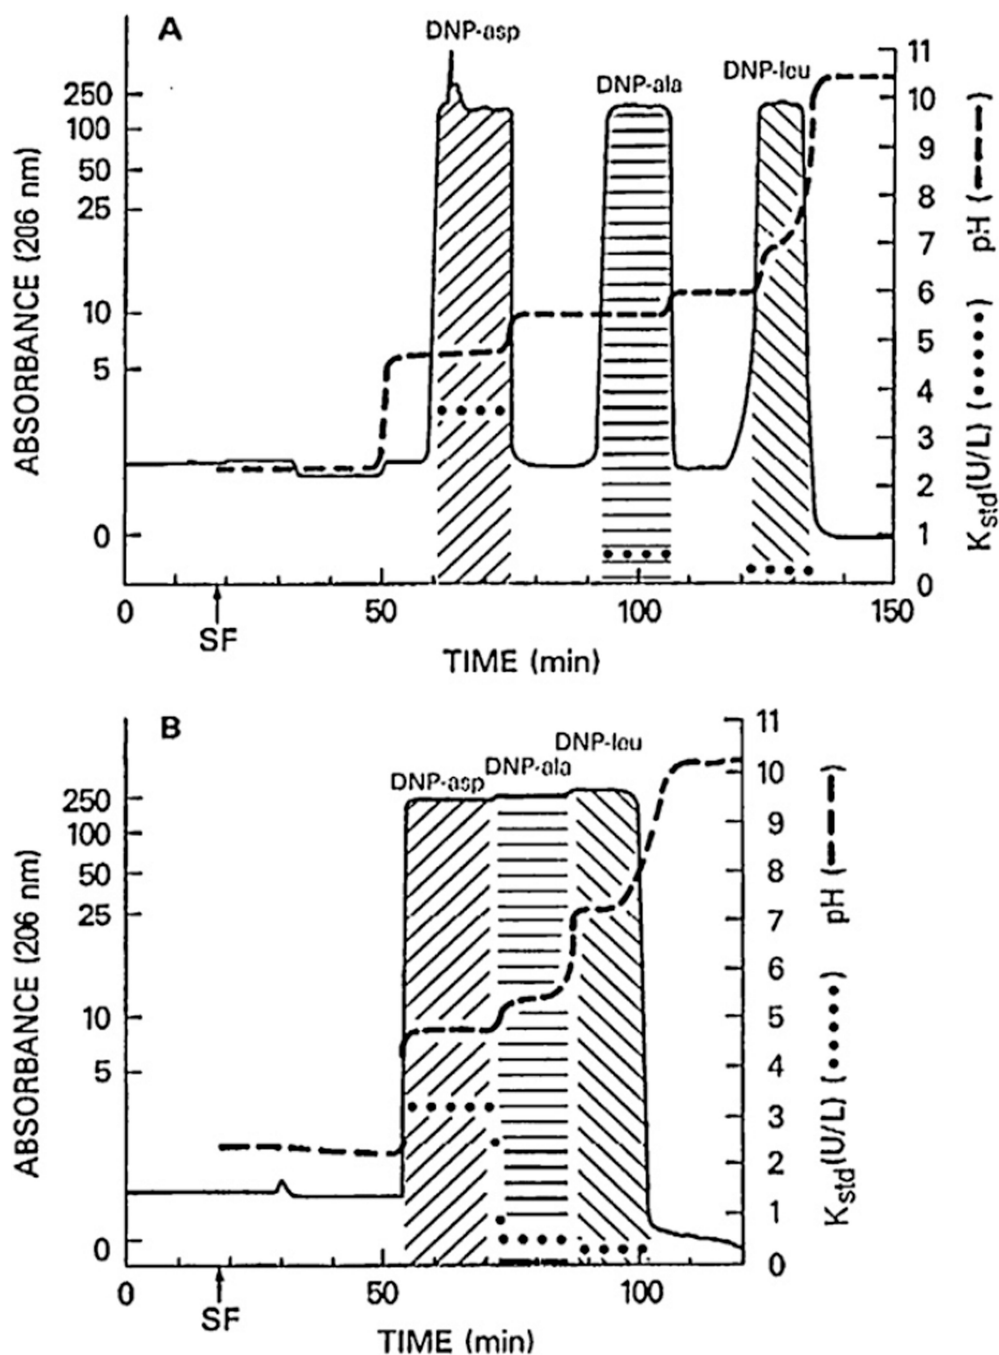 A
DNP-asp
DNP-ala
DNP-leu
ABSORBANCE (206 nm)
250
100
50
25
10
5
0
11
10
9
8
7
6
5
4
3
2
1
0
pH (
)
Kstd(U/L) (
)
0
50
100
150
SF
TIME (min)
B
DNP-asp
DNP-ala
DNP-leu
ABSORBANCE (206 nm)
250
100
50
25
10
5
0
11
10
9
8
7
6
5
4
3
2
1
0
pH (
)
Kstd(U/L) (
)
0
50
100
SF
TIME (min)